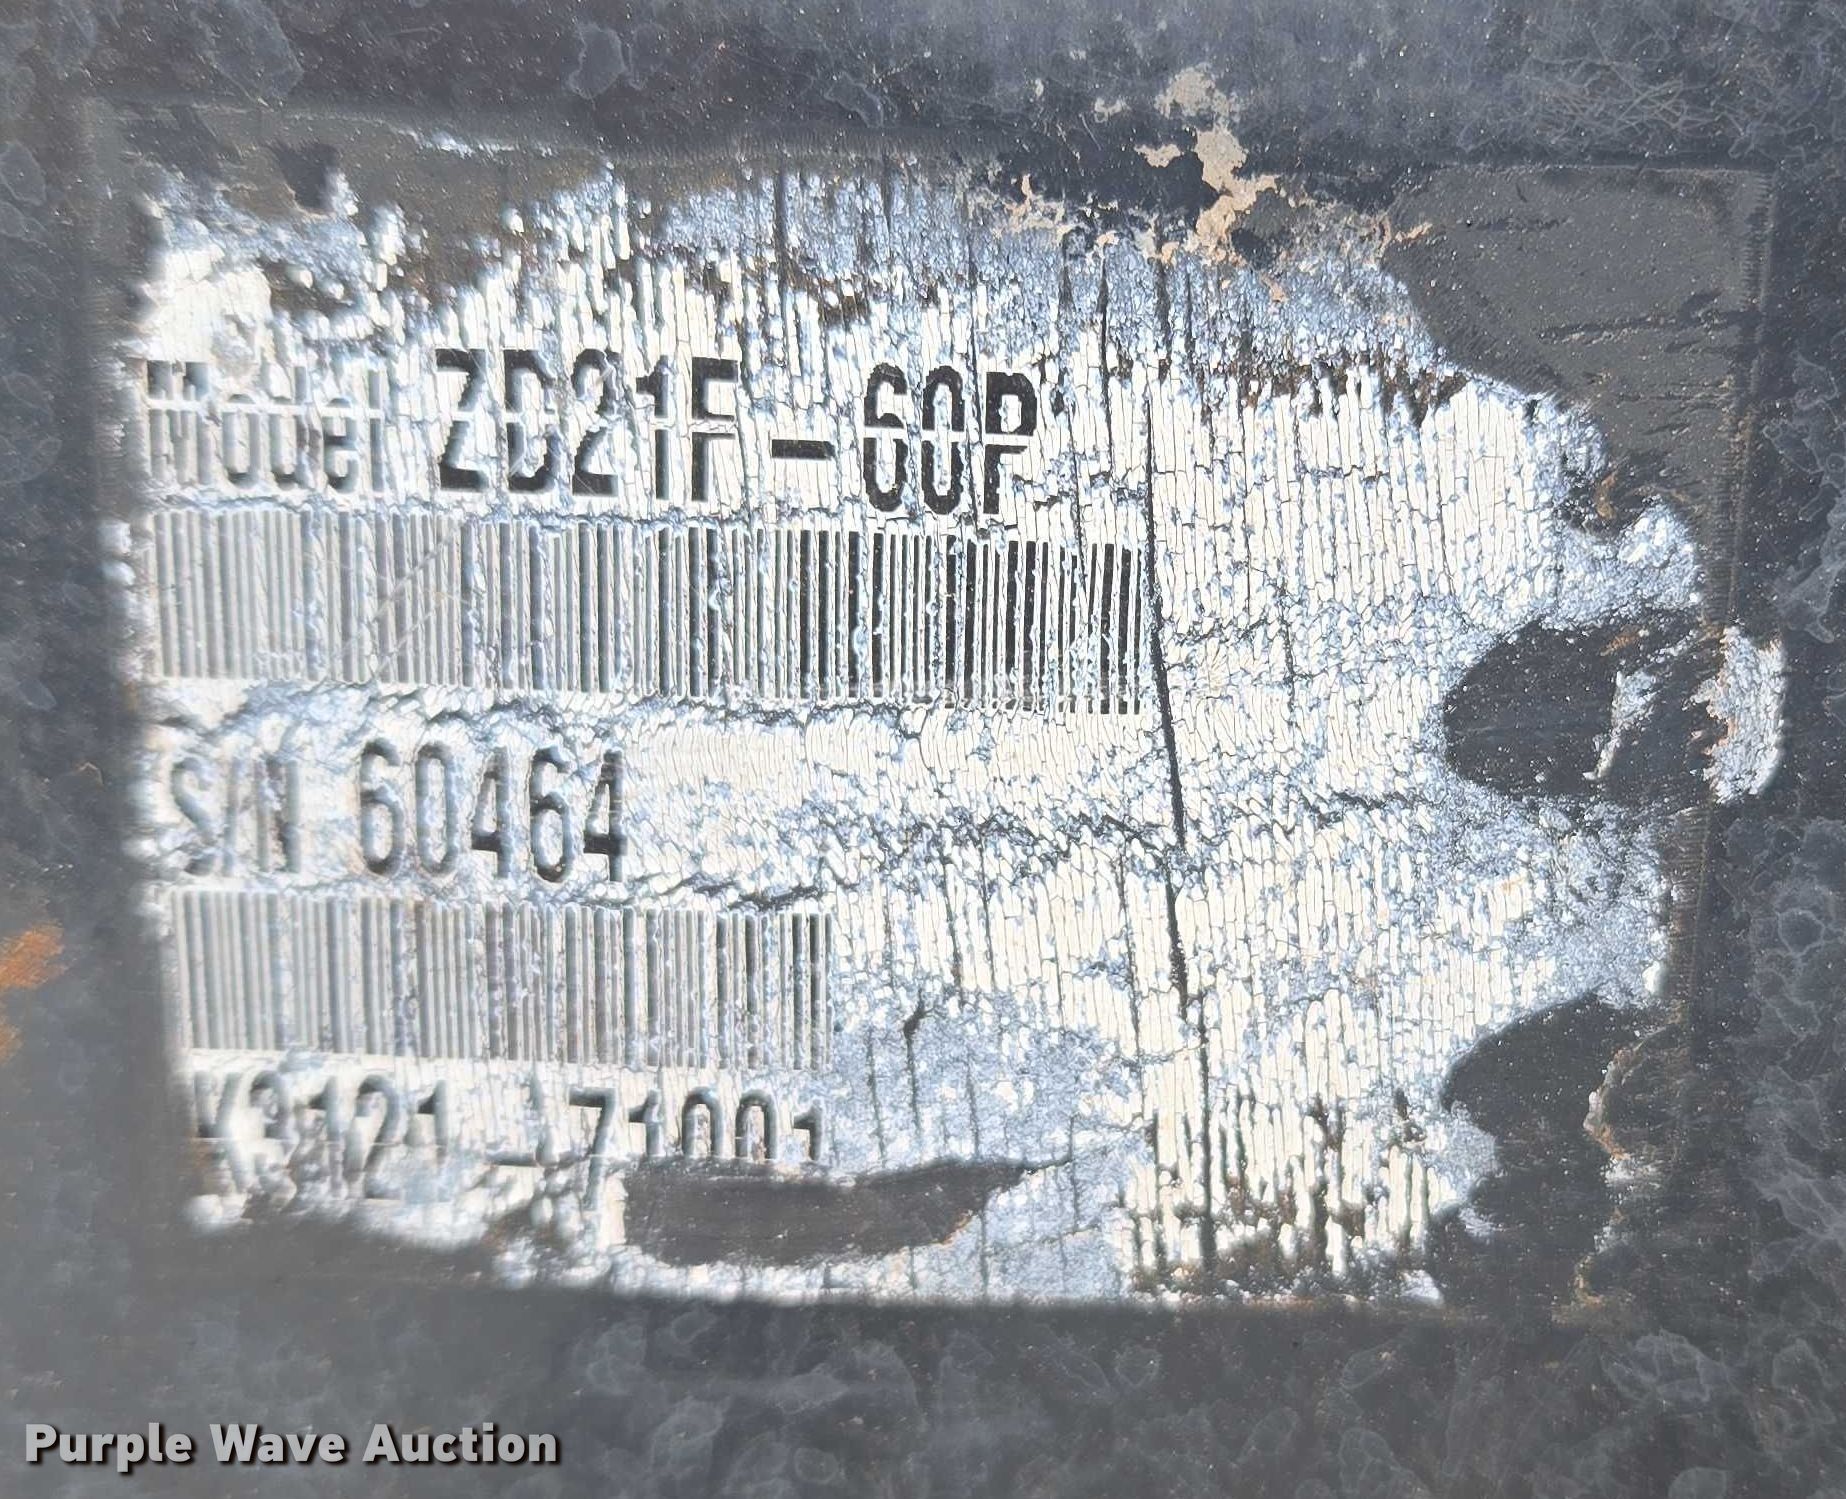 Model ZD21F-60P
S/N 60464
K3121-71001
Purple Wave Auction